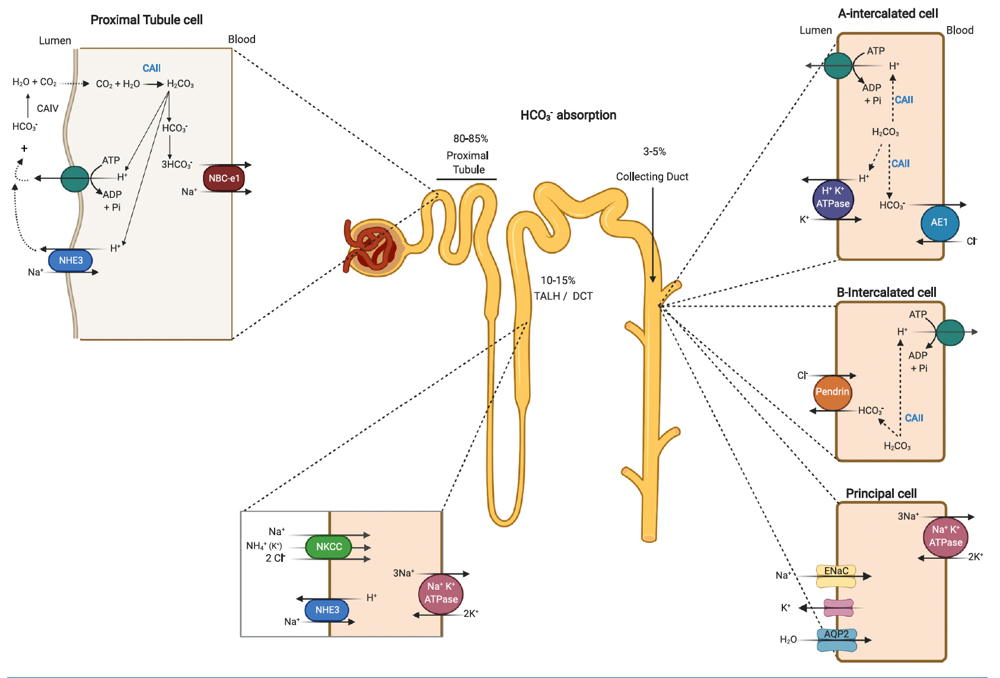 Proximal Tubule cell
Lumen
Blood
CAII
H₂O + CO₂
CO₂ + H₂O
H₂CO₃
CAIV
HCO₃⁻
HCO₃⁻
+
3HCO₃⁻
ATP
H⁺
ADP
+ Pi
NBC-e1
Na⁺
H⁺
NHE3
Na⁺
HCO₃⁻ absorption
80-85%
Proximal
Tubule
3-5%
Collecting Duct
10-15%
TALH / DCT
Na⁺
NH₄⁺ (K⁺)
2 Cl⁻
NKCC
H⁺
NHE3
Na⁺
3Na⁺
Na⁺ K⁺
ATPase
2K⁺
A-intercalated cell
Lumen
Blood
ATP
H⁺
ADP
+ Pi
CAII
H₂CO₃
CAII
H⁺
H⁺ K⁺
ATPase
K⁺
HCO₃⁻
AE1
Cl⁻
B-Intercalated cell
ATP
H⁺
ADP
+ Pi
Cl⁻
Pendrin
HCO₃⁻
CAII
H₂CO₃
Principal cell
3Na⁺
Na⁺ K⁺
ATPase
2K⁺
Na⁺
ENaC
K⁺
H₂O
AQP2